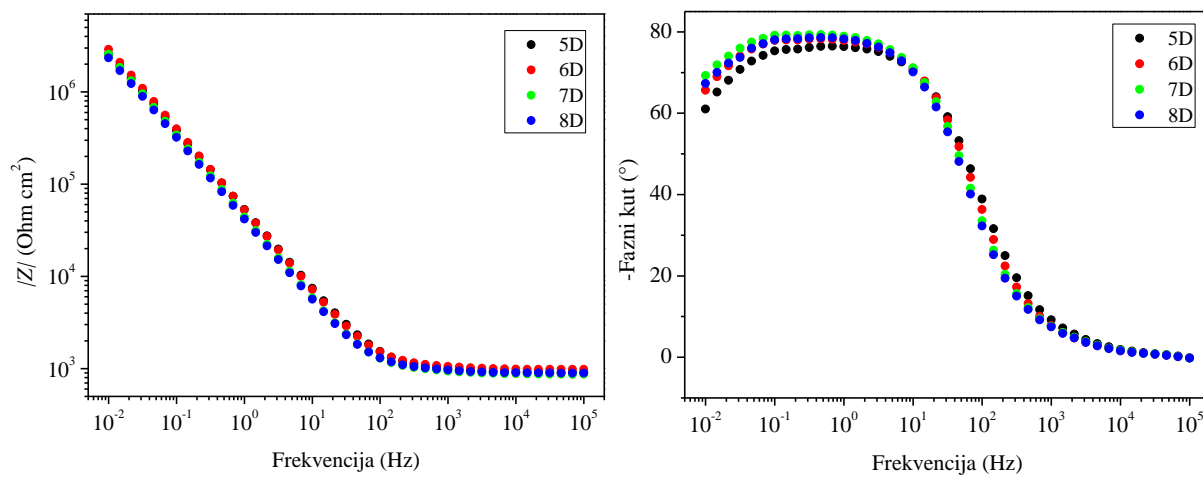 /Z/ (Ohm cm²)
10⁶
10⁵
10⁴
10³
5D
6D
7D
8D
10⁻² 10⁻¹ 10⁰ 10¹ 10² 10³ 10⁴ 10⁵
Frekvencija (Hz)
-Fazni kut (°)
80
60
40
20
0
5D
6D
7D
8D
10⁻² 10⁻¹ 10⁰ 10¹ 10² 10³ 10⁴ 10⁵
Frekvencija (Hz)